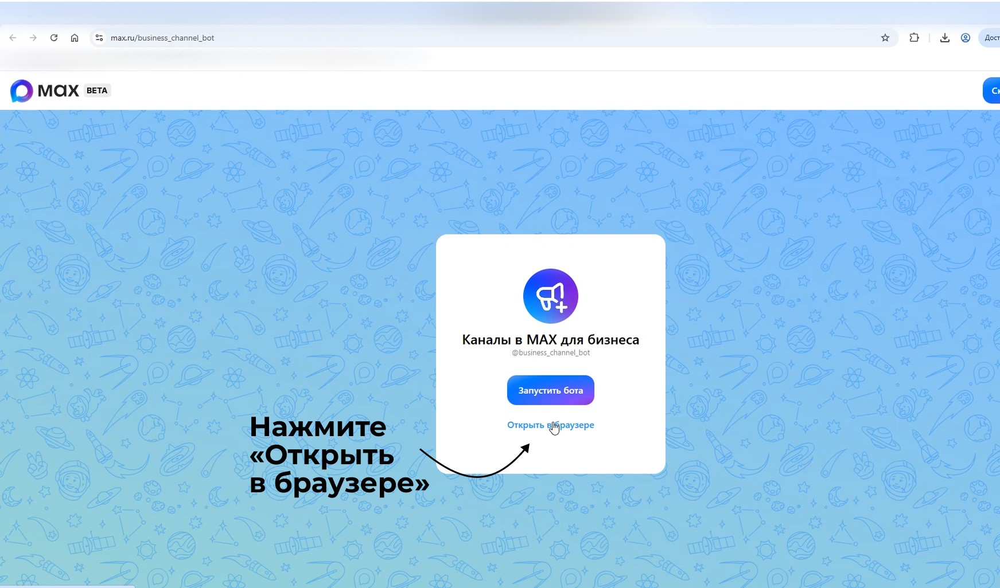 max.ru/business_channel_bot
max BETA
Каналы в MAX для бизнеса
@business_channel_bot
Запустить бота
Открыть в браузере
Нажмите
«Открыть
в браузере»